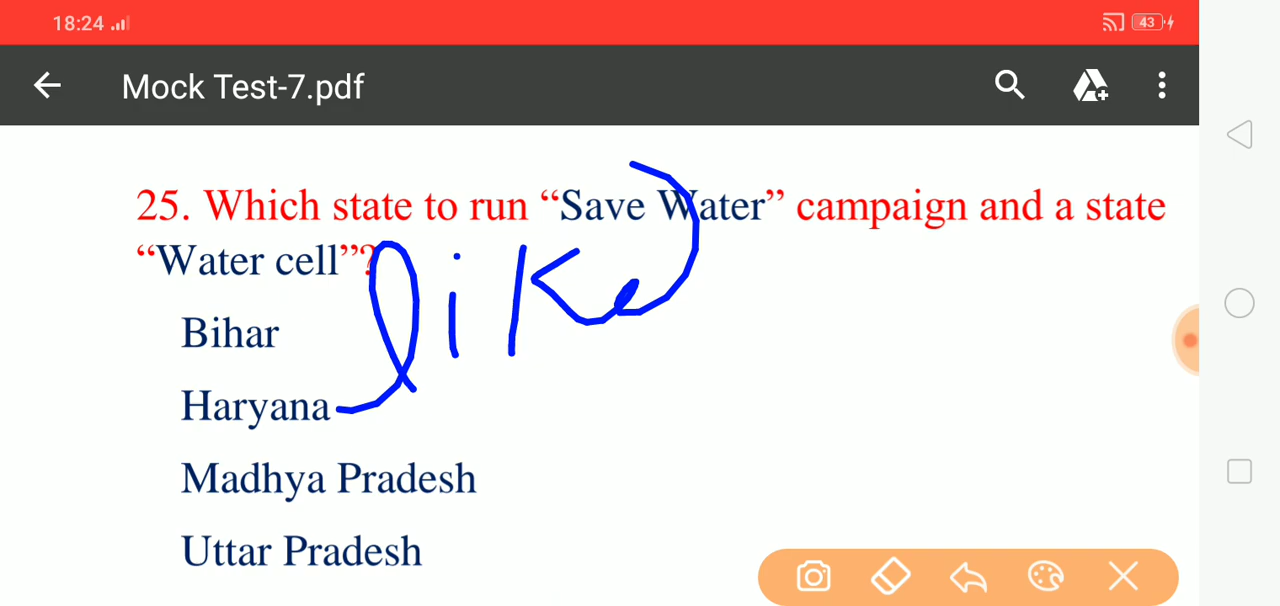 18:24
43
Mock Test-7.pdf
25. Which state to run “Save Water” campaign and a state
“Water cell”?
like
Bihar
Haryana
Madhya Pradesh
Uttar Pradesh